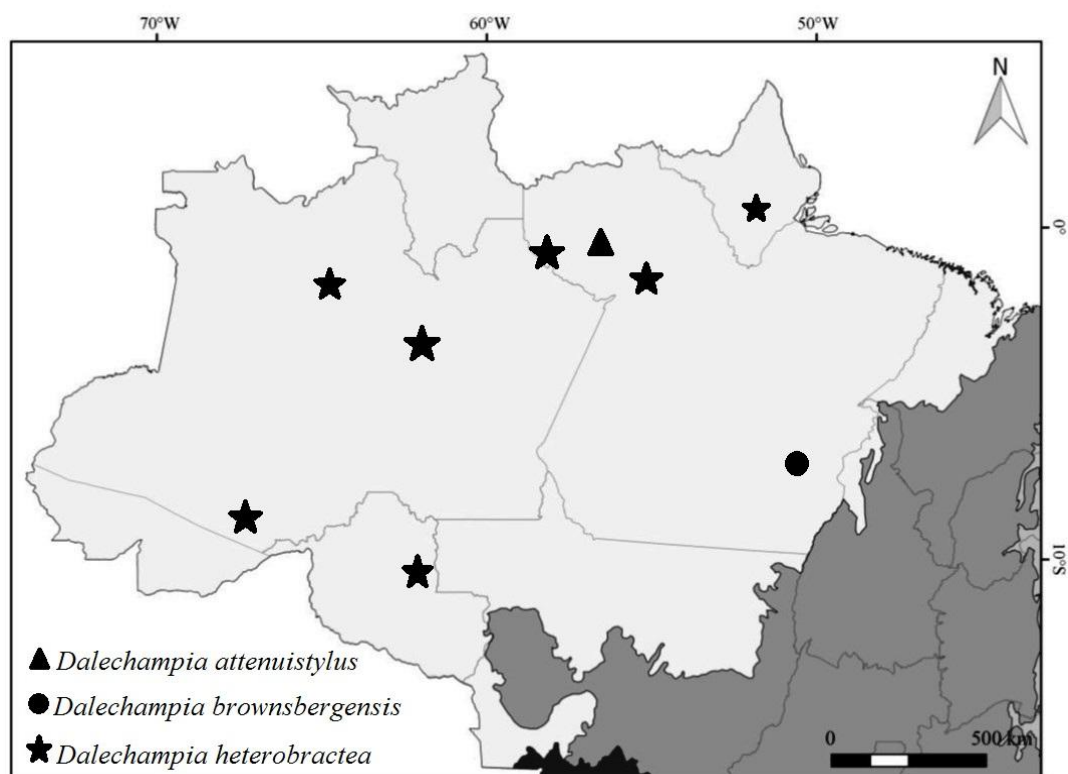 70°W 60°W 50°W
N
0°
10°S
Dalechampia attenuistylus
Dalechampia brownsbergensis
Dalechampia heterobractea
0 500 km